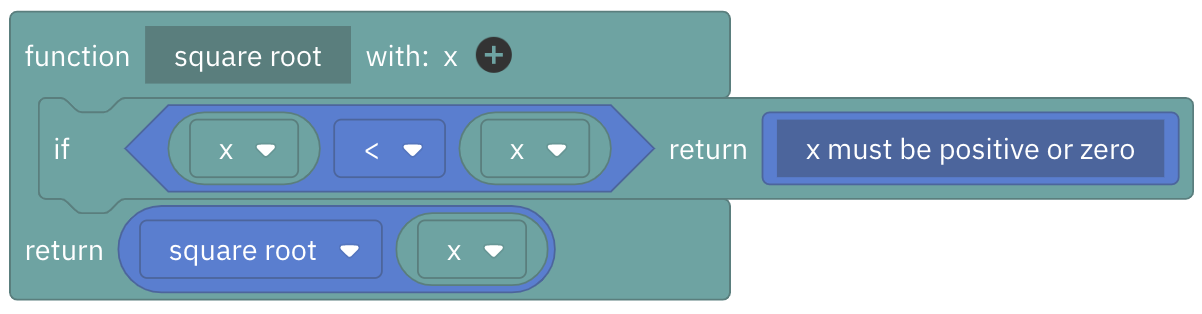 function square root with: x +
if x < x return x must be positive or zero
return square root x